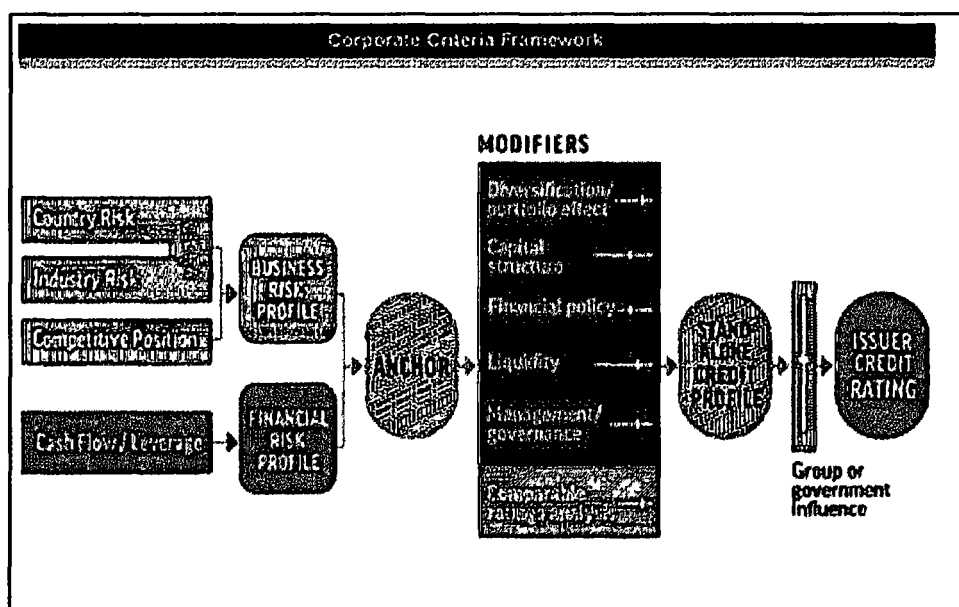 Corporate Criteria Framework
MODIFIERS
Country Risk
Industry Risk
Competitive Position
Cash Flow/Leverage
BUSINESS
RISK
PROFILE
FINANCIAL
RISK
PROFILE
ANCHOR
Diversification/
portfolio effect
Capital
structure
Financial policy
Liquidity
Management/
governance
Comparable
ratings analysis
STAND
ALONE
CREDIT
PROFILE
Group or
government
Influence
ISSUER
CREDIT
RATING